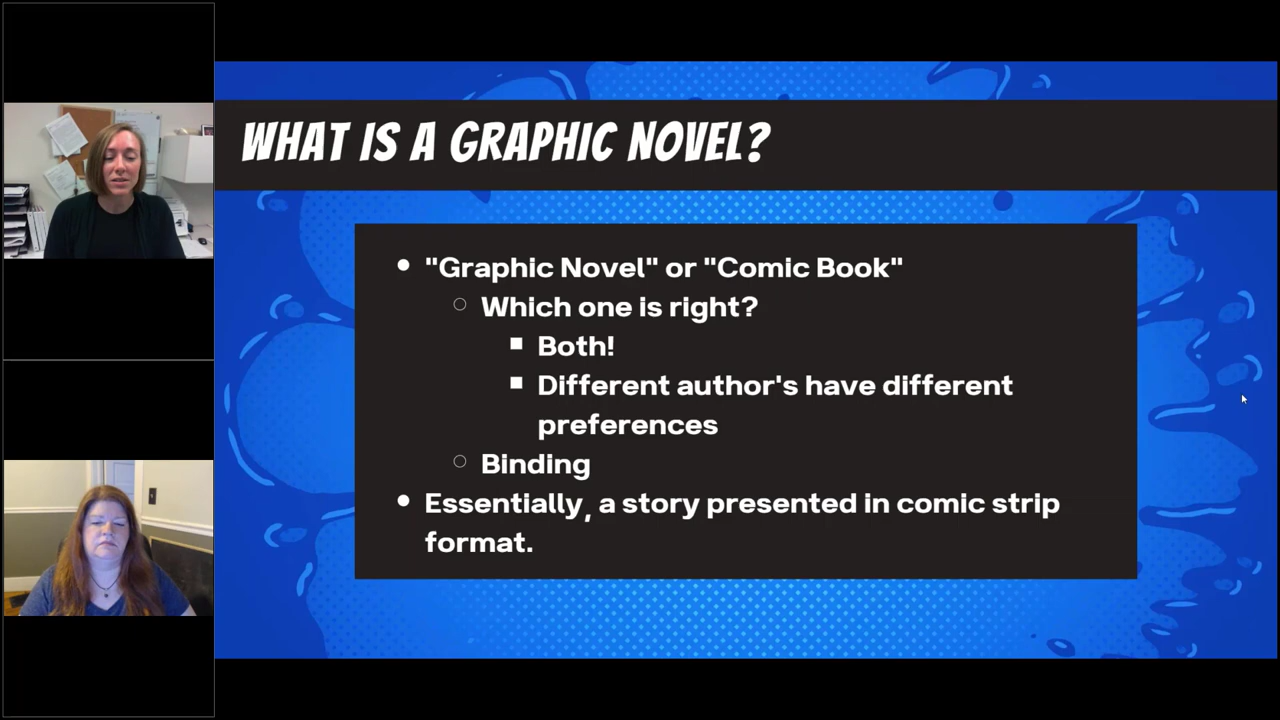 WHAT IS A GRAPHIC NOVEL?
"Graphic Novel" or "Comic Book"
Which one is right?
Both!
Different author's have different
preferences
Binding
Essentially, a story presented in comic strip
format.